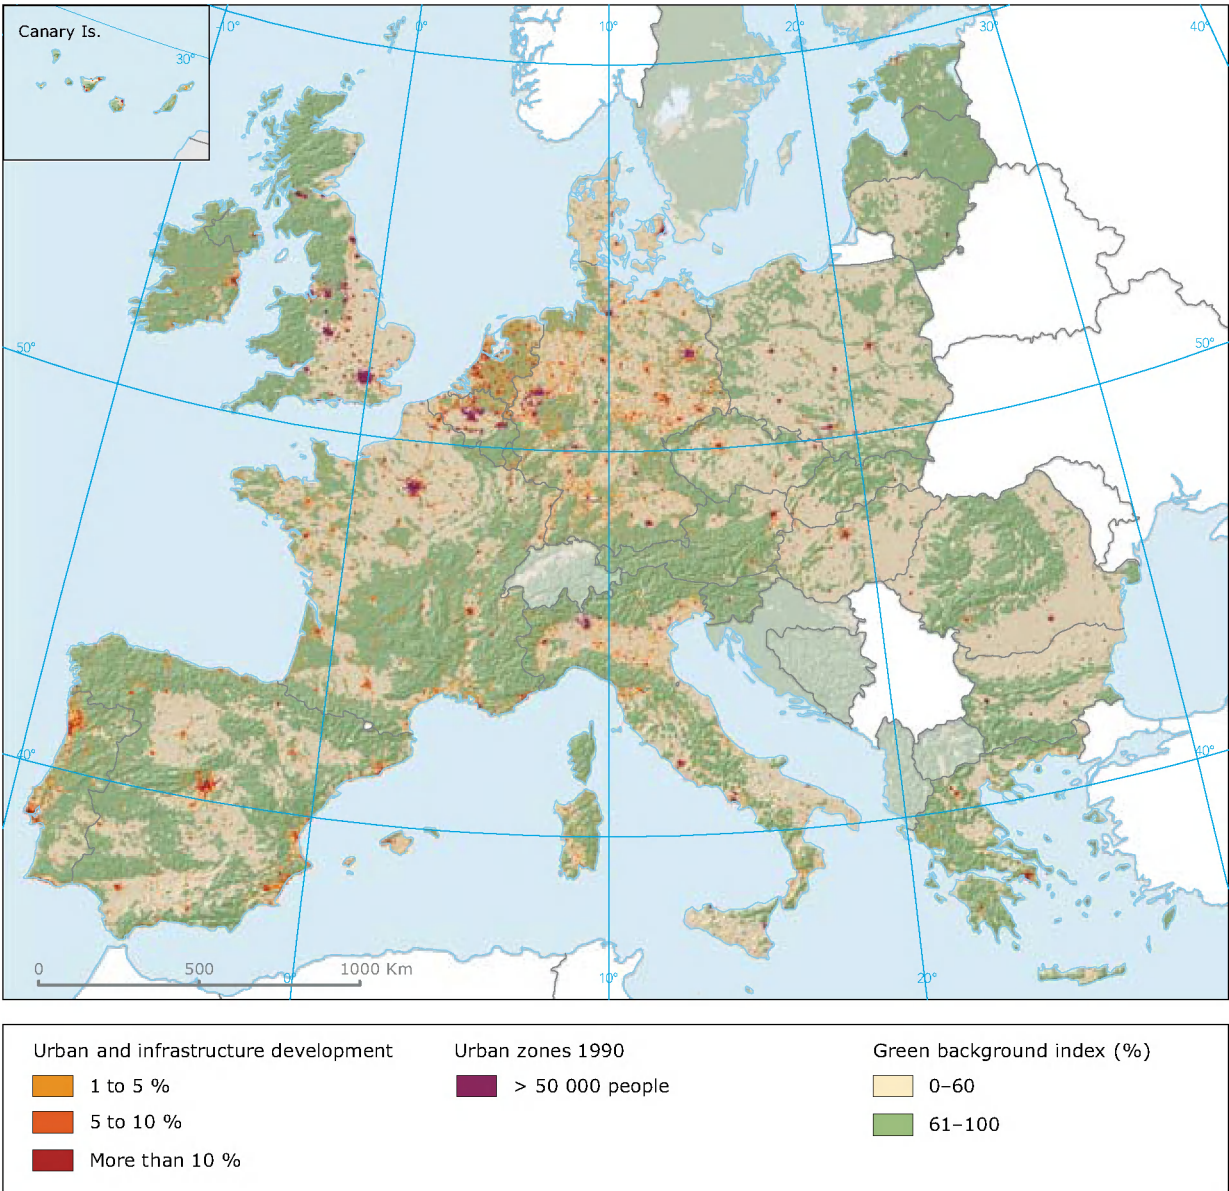 Canary Is.
30°
-10°
0°
10°
20°
30°
40°
50°
50°
40°
40°
0
500
1000 Km
0°
10°
20°
Urban and infrastructure development
1 to 5 %
5 to 10 %
More than 10 %
Urban zones 1990
> 50 000 people
Green background index (%)
0–60
61–100